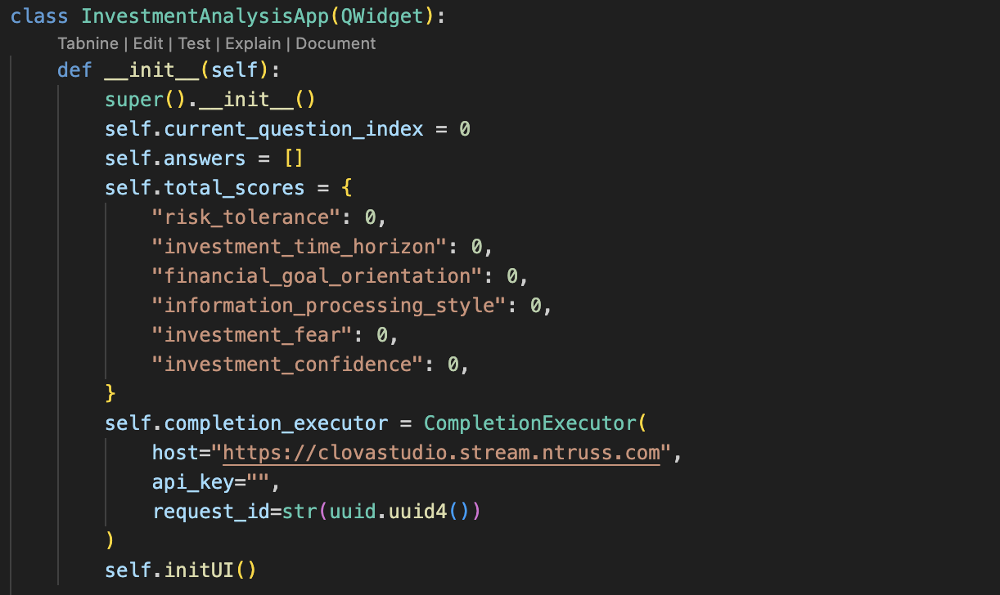 class InvestmentAnalysisApp(QWidget):
Tabnine | Edit | Test | Explain | Document
def __init__(self):
super().__init__()
self.current_question_index = 0
self.answers = []
self.total_scores = {
"risk_tolerance": 0,
"investment_time_horizon": 0,
"financial_goal_orientation": 0,
"information_processing_style": 0,
"investment_fear": 0,
"investment_confidence": 0,
}
self.completion_executor = CompletionExecutor(
host="https://clovastudio.stream.ntruss.com",
api_key="",
request_id=str(uuid.uuid4())
)
self.initUI()